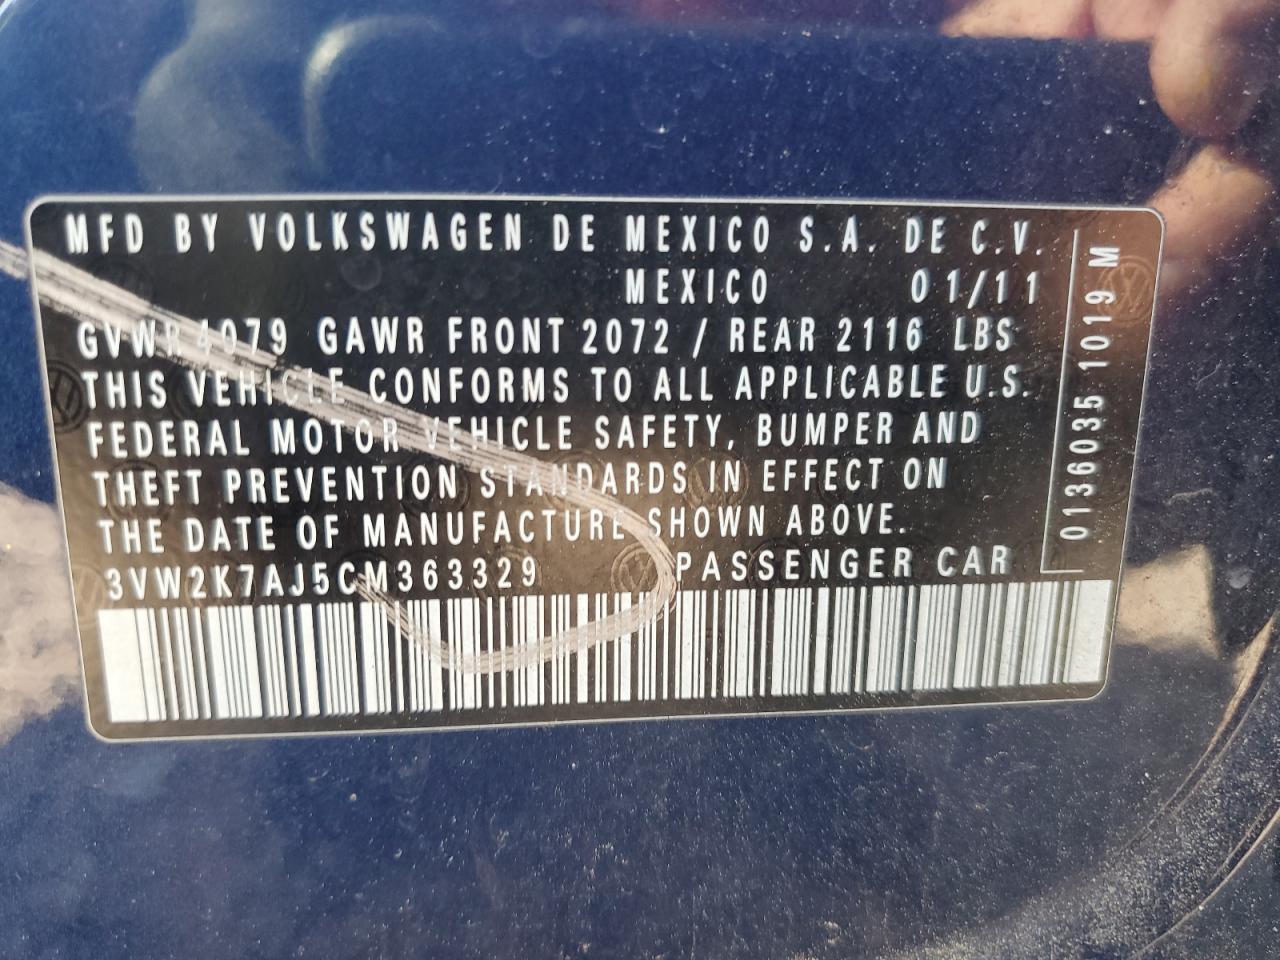 MFD BY VOLKSWAGEN DE MEXICO S.A. DE C.V.
MEXICO 01/11
GVWR 4079 GAWR FRONT 2072 / REAR 2116 LBS
THIS VEHICLE CONFORMS TO ALL APPLICABLE U.S.
FEDERAL MOTOR VEHICLE SAFETY, BUMPER AND
THEFT PREVENTION STANDARDS IN EFFECT ON
THE DATE OF MANUFACTURE SHOWN ABOVE.
3VW2K7AJ5CM363329 PASSENGER CAR
0136035 1019 M